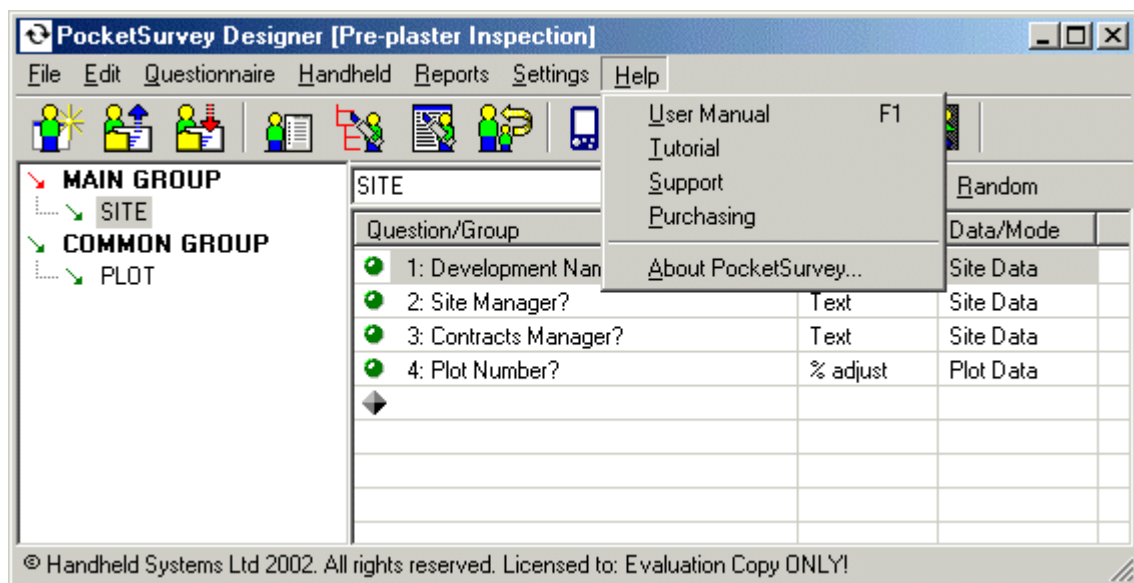 PocketSurvey Designer [Pre-plaster Inspection]
File Edit Questionnaire Handheld Reports Settings Help
User Manual F1
Tutorial
Support
Purchasing
About PocketSurvey...
MAIN GROUP
SITE
COMMON GROUP
PLOT
SITE Random
Question/Group Data/Mode
1: Development Nam Site Data
2: Site Manager? Text Site Data
3: Contracts Manager? Text Site Data
4: Plot Number? % adjust Plot Data
© Handheld Systems Ltd 2002. All rights reserved. Licensed to: Evaluation Copy ONLY!